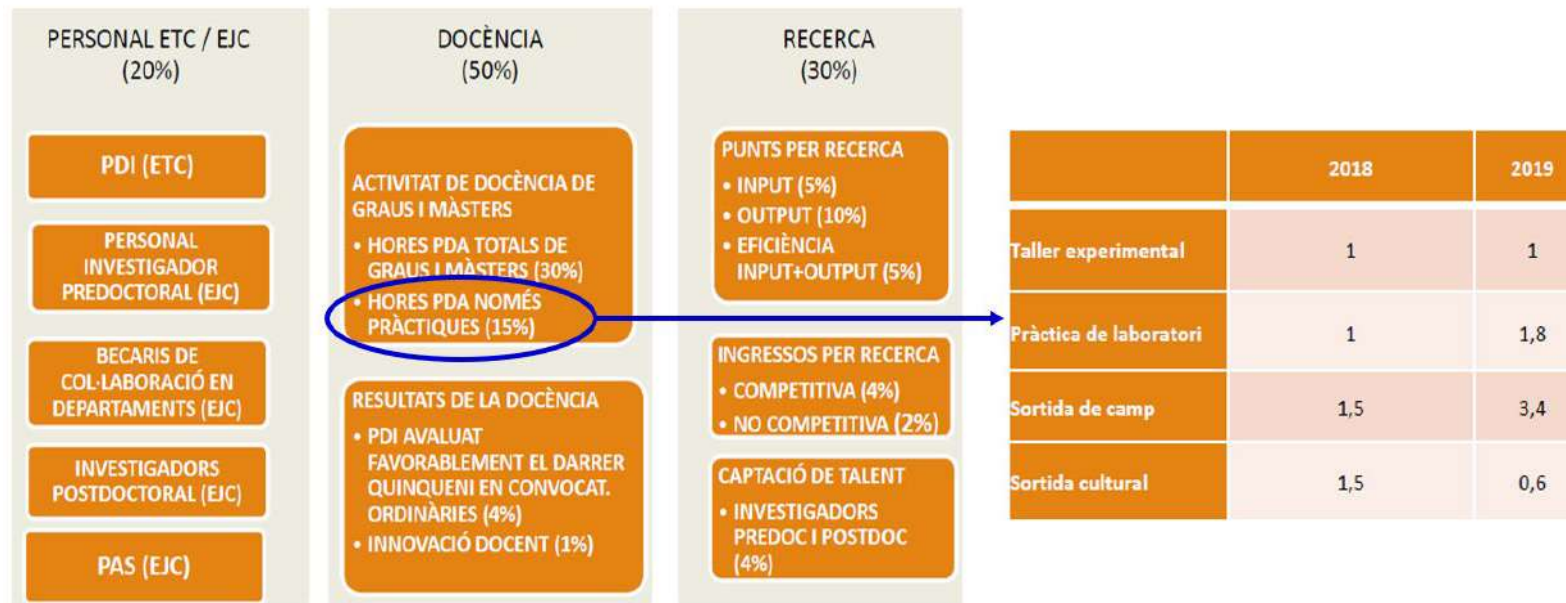 PERSONAL ETC / EJC
(20%)
PDI (ETC)
PERSONAL
INVESTIGADOR
PREDOCTORAL (EJC)
BECARIS DE
COL·LABORACIÓ EN
DEPARTAMENTS (EJC)
INVESTIGADORS
POSTDOCTORAL (EJC)
PAS (EJC)
DOCÈNCIA
(50%)
ACTIVITAT DE DOCÈNCIA DE
GRAUS I MÀSTERS
• HORES PDA TOTALS DE
GRAUS I MÀSTERS (30%)
• HORES PDA NOMÉS
PRÀCTIQUES (15%)
RESULTATS DE LA DOCÈNCIA
• PDI AVALUAT
FAVORABLEMENT EL DARRER
QUINQUENI EN CONVOCAT.
ORDINÀRIES (4%)
• INNOVACIÓ DOCENT (1%)
RECERCA
(30%)
PUNTS PER RECERCA
• INPUT (5%)
• OUTPUT (10%)
• EFICIÈNCIA
INPUT+OUTPUT (5%)
INGRESSOS PER RECERCA
• COMPETITIVA (4%)
• NO COMPETITIVA (2%)
CAPTACIÓ DE TALENT
• INVESTIGADORS
PREDOC I POSTDOC
(4%)
2018 2019
Taller experimental 1 1
Pràctica de laboratori 1 1,8
Sortida de camp 1,5 3,4
Sortida cultural 1,5 0,6